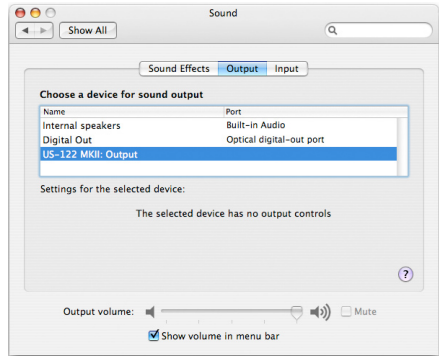 Sound
Show All
Sound Effects Output Input
Choose a device for sound output
Name Port
Internal speakers Built-in Audio
Digital Out Optical digital-out port
US-122 MKII: Output
Settings for the selected device:
The selected device has no output controls
?
Output volume: Mute
Show volume in menu bar